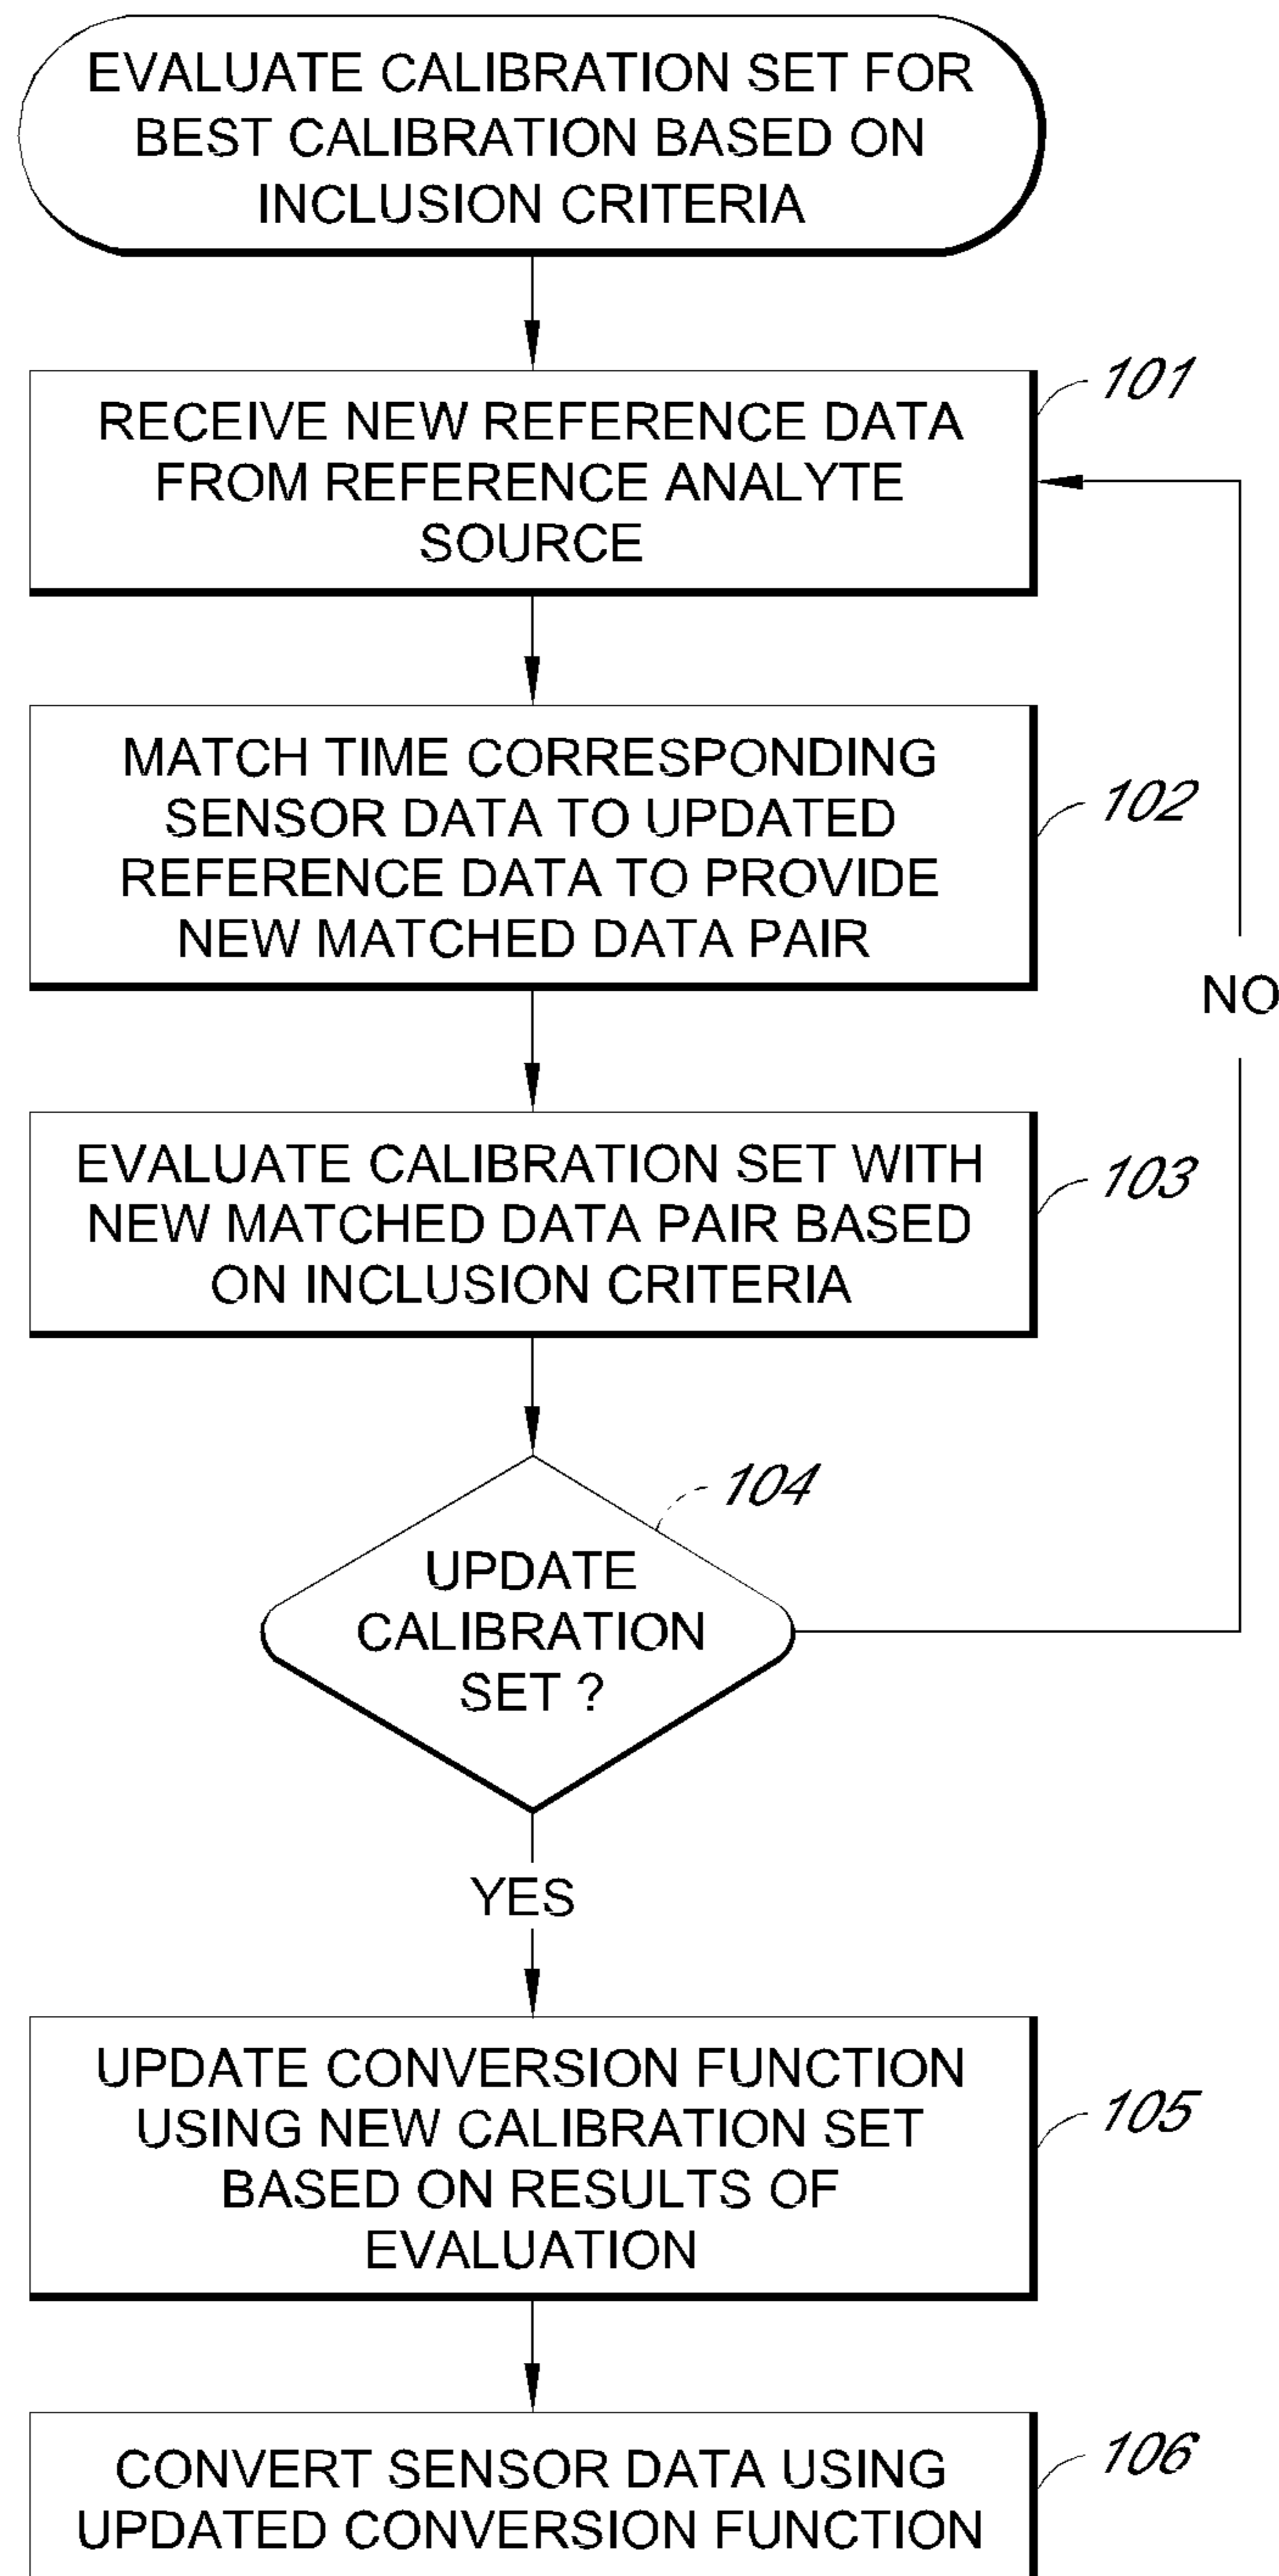 EVALUATE CALIBRATION SET FOR
BEST CALIBRATION BASED ON
INCLUSION CRITERIA
101
RECEIVE NEW REFERENCE DATA
FROM REFERENCE ANALYTE
SOURCE
102
MATCH TIME CORRESPONDING
SENSOR DATA TO UPDATED
REFERENCE DATA TO PROVIDE
NEW MATCHED DATA PAIR
NO
103
EVALUATE CALIBRATION SET WITH
NEW MATCHED DATA PAIR BASED
ON INCLUSION CRITERIA
104
UPDATE
CALIBRATION
SET ?
YES
105
UPDATE CONVERSION FUNCTION
USING NEW CALIBRATION SET
BASED ON RESULTS OF
EVALUATION
106
CONVERT SENSOR DATA USING
UPDATED CONVERSION FUNCTION